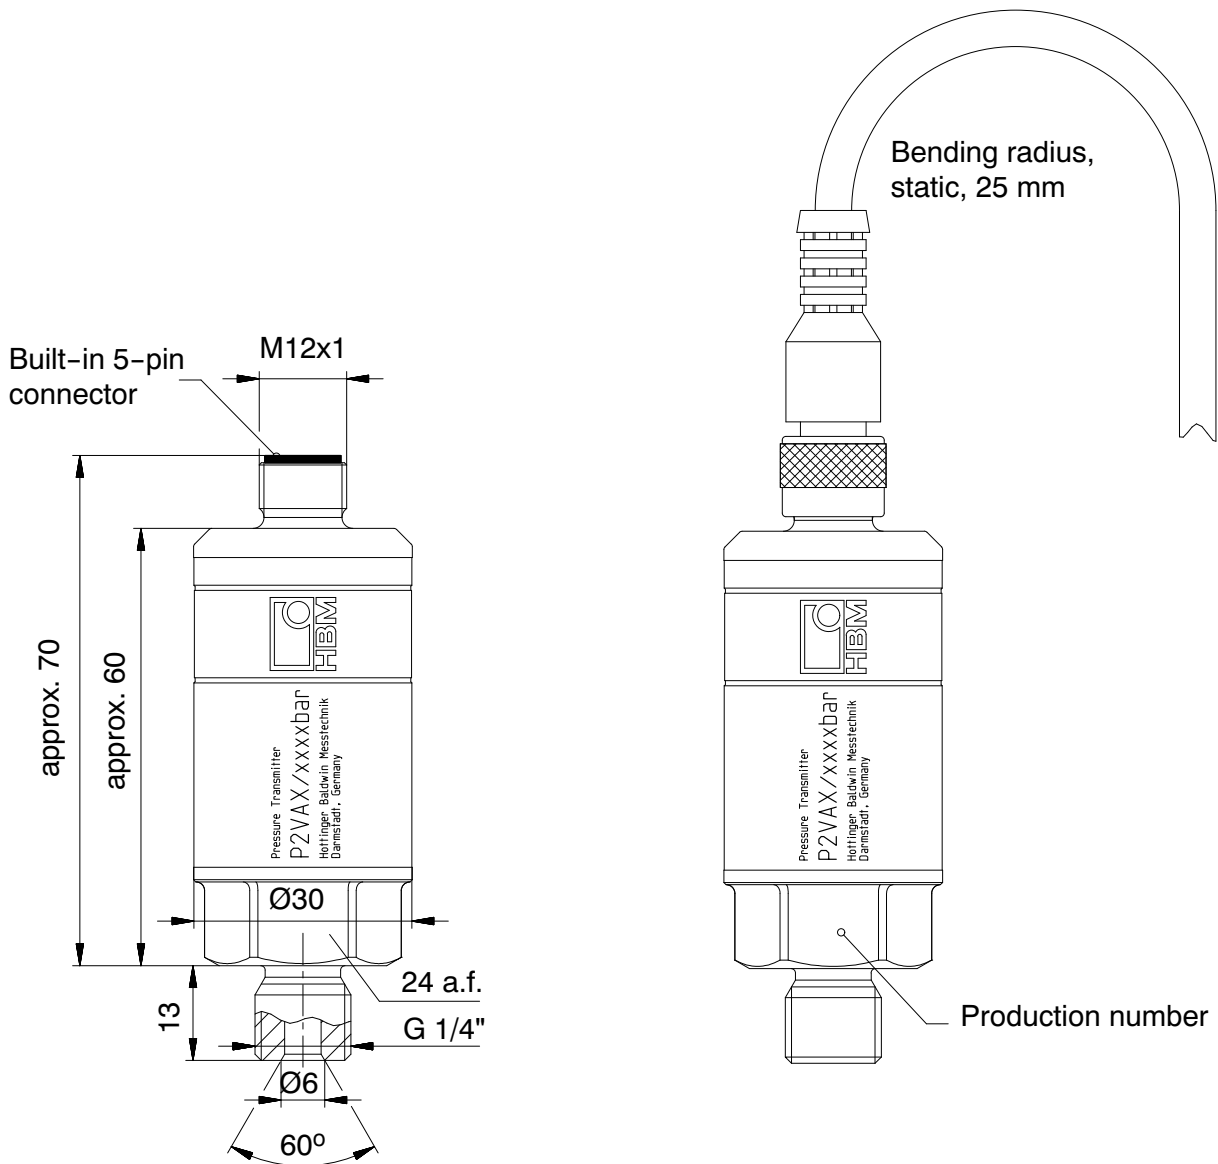 Bending radius,
static, 25 mm
M12x1
Built-in 5-pin
connector
approx. 70
approx. 60
HBM
Pressure Transmitter
P2VAX/xxxxbar
Hottinger Baldwin Messtechnik
Darmstadt, Germany
Ø30
24 a.f.
13
G 1/4"
Ø6
60º
HBM
Pressure Transmitter
P2VAX/xxxxbar
Hottinger Baldwin Messtechnik
Darmstadt, Germany
Production number